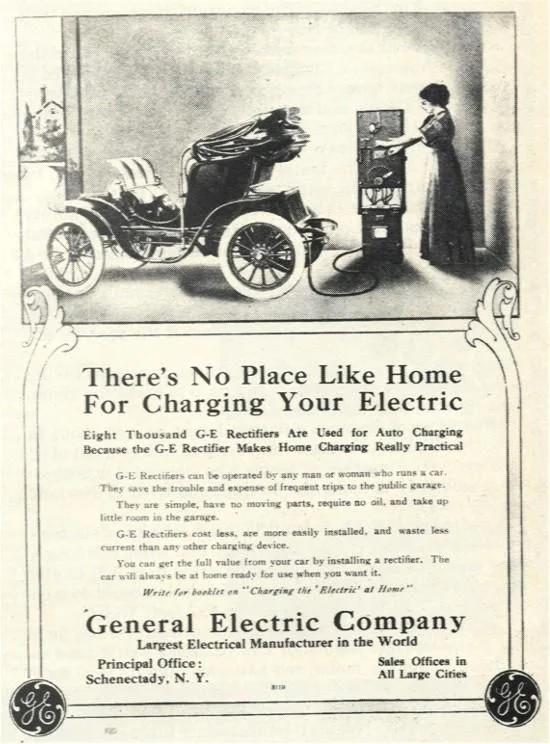 There's No Place Like Home
For Charging Your Electric
Eight Thousand G-E Rectifiers Are Used for Auto Charging
Because the G-E Rectifier Makes Home Charging Really Practical
G-E Rectifiers can be operated by any man or woman who runs a car.
They save the trouble and expense of frequent trips to the public garage.
They are simple, have no moving parts, require no oil, and take up
little room in the garage.
G-E Rectifiers cost less, are more easily installed, and waste less
current than any other charging device.
You can get the full value from your car by installing a rectifier. The
car will always be at home ready for use when you want it.
Write for booklet on "Charging the 'Electric' at Home"
General Electric Company
Largest Electrical Manufacturer in the World
Principal Office:
Schenectady, N. Y.
Sales Offices in
All Large Cities
GE
GE